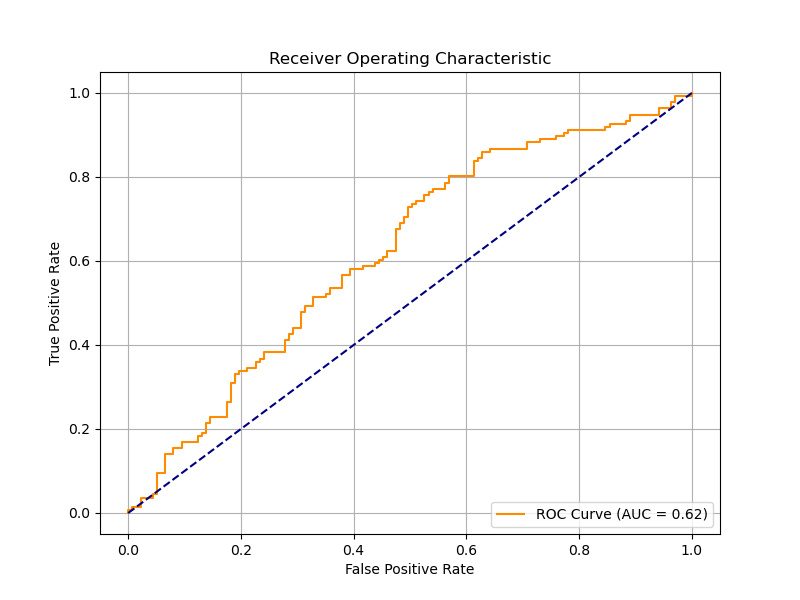 Receiver Operating Characteristic
True Positive Rate
1.0
0.8
0.6
0.4
0.2
0.0
ROC Curve (AUC = 0.62)
0.0 0.2 0.4 0.6 0.8 1.0
False Positive Rate